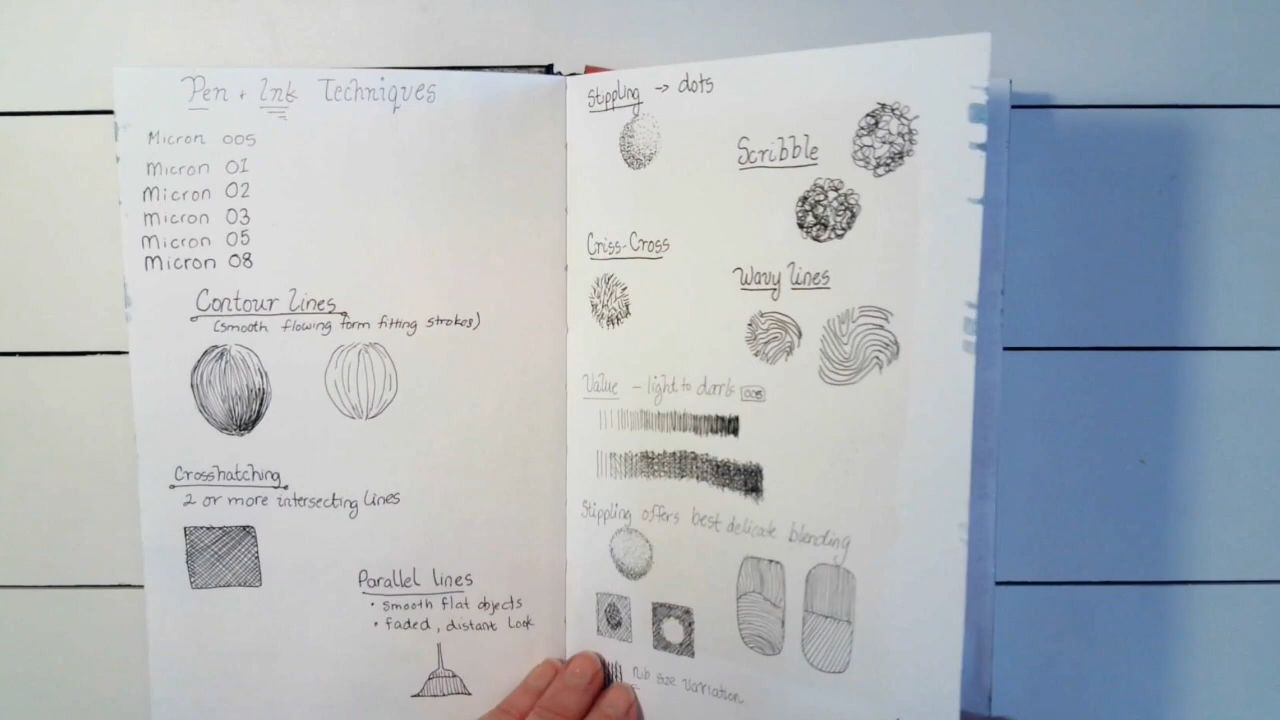 Pen + Ink Techniques
Micron 005
Micron 01
Micron 02
Micron 03
Micron 05
Micron 08
Contour lines
(smooth flowing form fitting strokes)
Crosshatching
2 or more intersecting lines
Parallel lines
• smooth flat objects
• faded, distant look
Stippling → dots
Scribble
Criss-Cross
Wavy lines
Value - light to dark 005
Stippling offers best delicate blending
Nib size variation